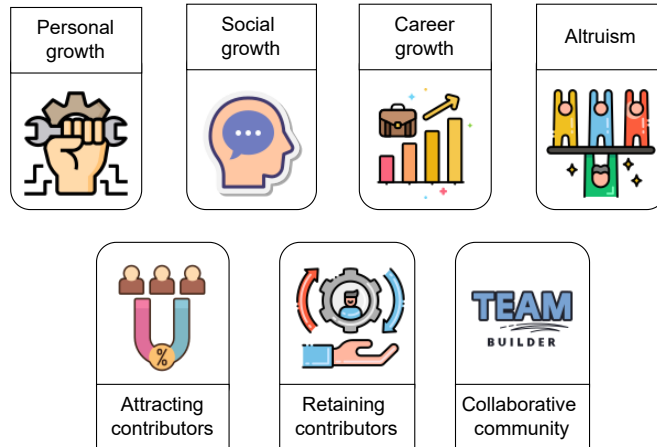 Personal
growth
Social
growth
Career
growth
Altruism
%
TEAM
BUILDER
Attracting
contributors
Retaining
contributors
Collaborative
community